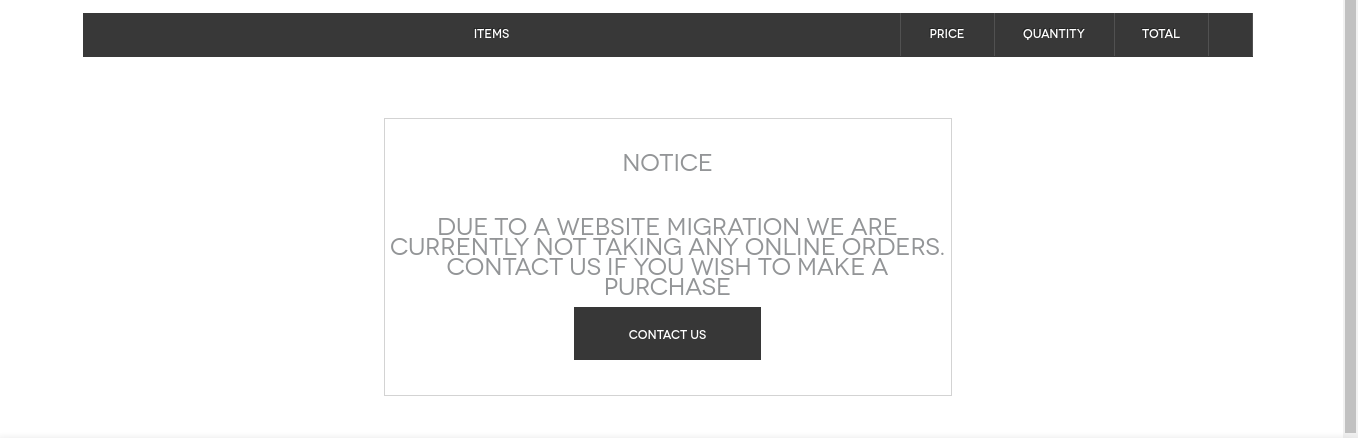 ITEMS PRICE QUANTITY TOTAL
NOTICE
DUE TO A WEBSITE MIGRATION WE ARE
CURRENTLY NOT TAKING ANY ONLINE ORDERS.
CONTACT US IF YOU WISH TO MAKE A
PURCHASE
CONTACT US